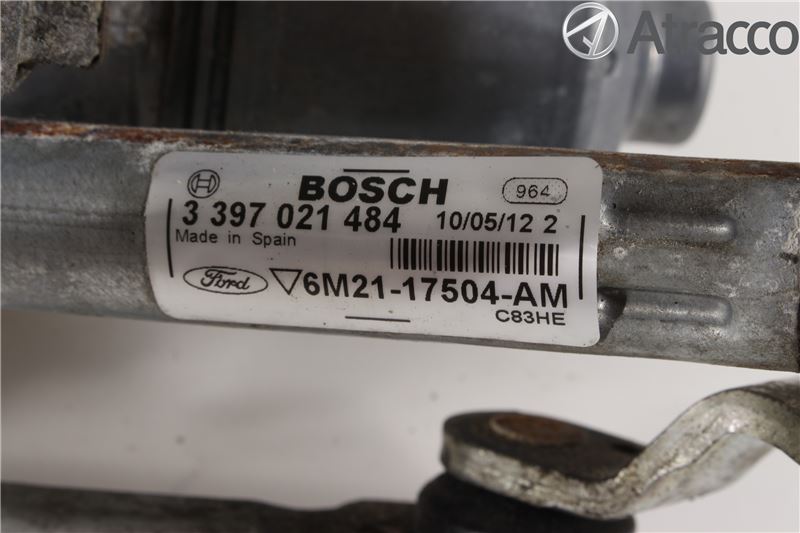 Atracco
BOSCH
964
3 397 021 484
10/05/12 2
Made in Spain
Ford
6M21-17504-AM
C83HE